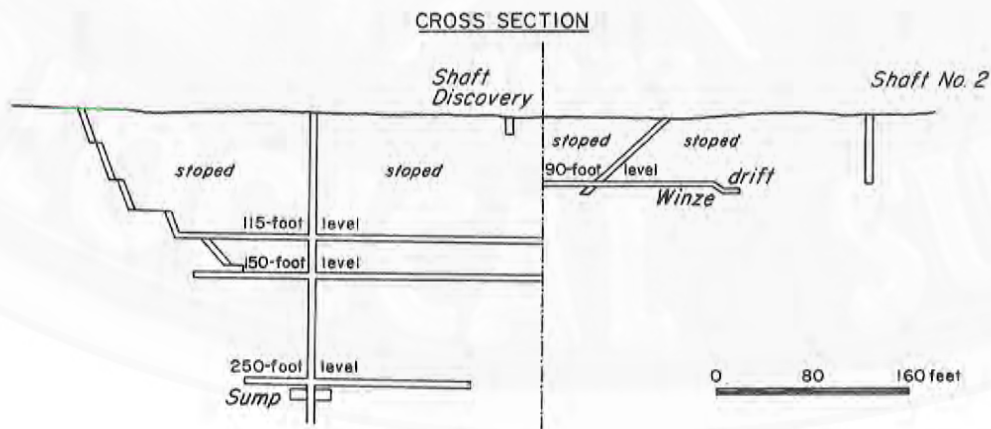 CROSS SECTION
Shaft
Discovery
Shaft No. 2
stoped
stoped
stoped
stoped
90-foot level
drift
Winze
115-foot level
150-foot level
250-foot level
Sump
0 80 160 feet